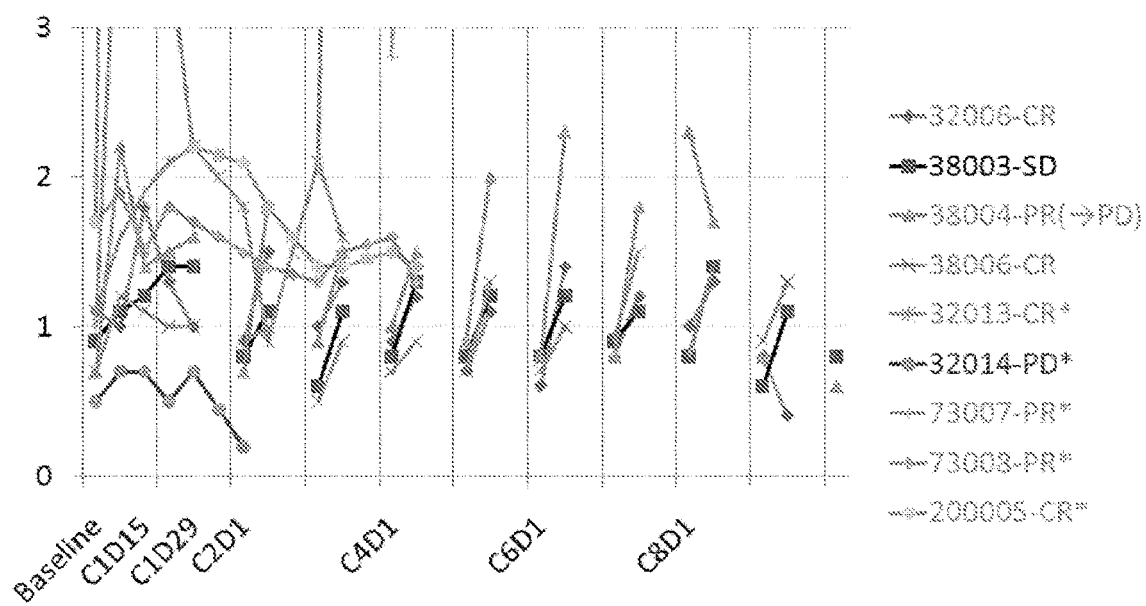 3
2
1
0
Baseline
C1D15
C1D29
C2D1
C4D1
C6D1
C8D1
32006-CR
38003-SD
38004-PR(→PD)
38006-CR
32013-CR*
32014-PD*
73007-PR*
73008-PR*
200005-CR*